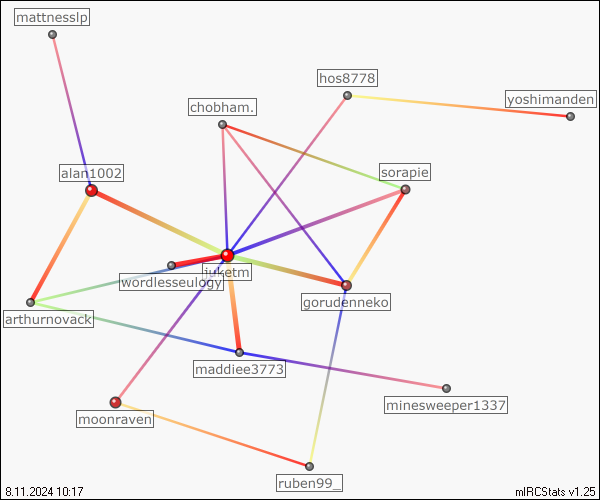 mattnesslp
hos8778
yoshimanden
chobham.
alan1002
sorapie
juketm
wordlesseulogy
gorudenneko
arthurnovack
maddiee3773
minesweeper1337
moonraven
ruben99_
8.11.2024 10:17
mIRCStats v1.25